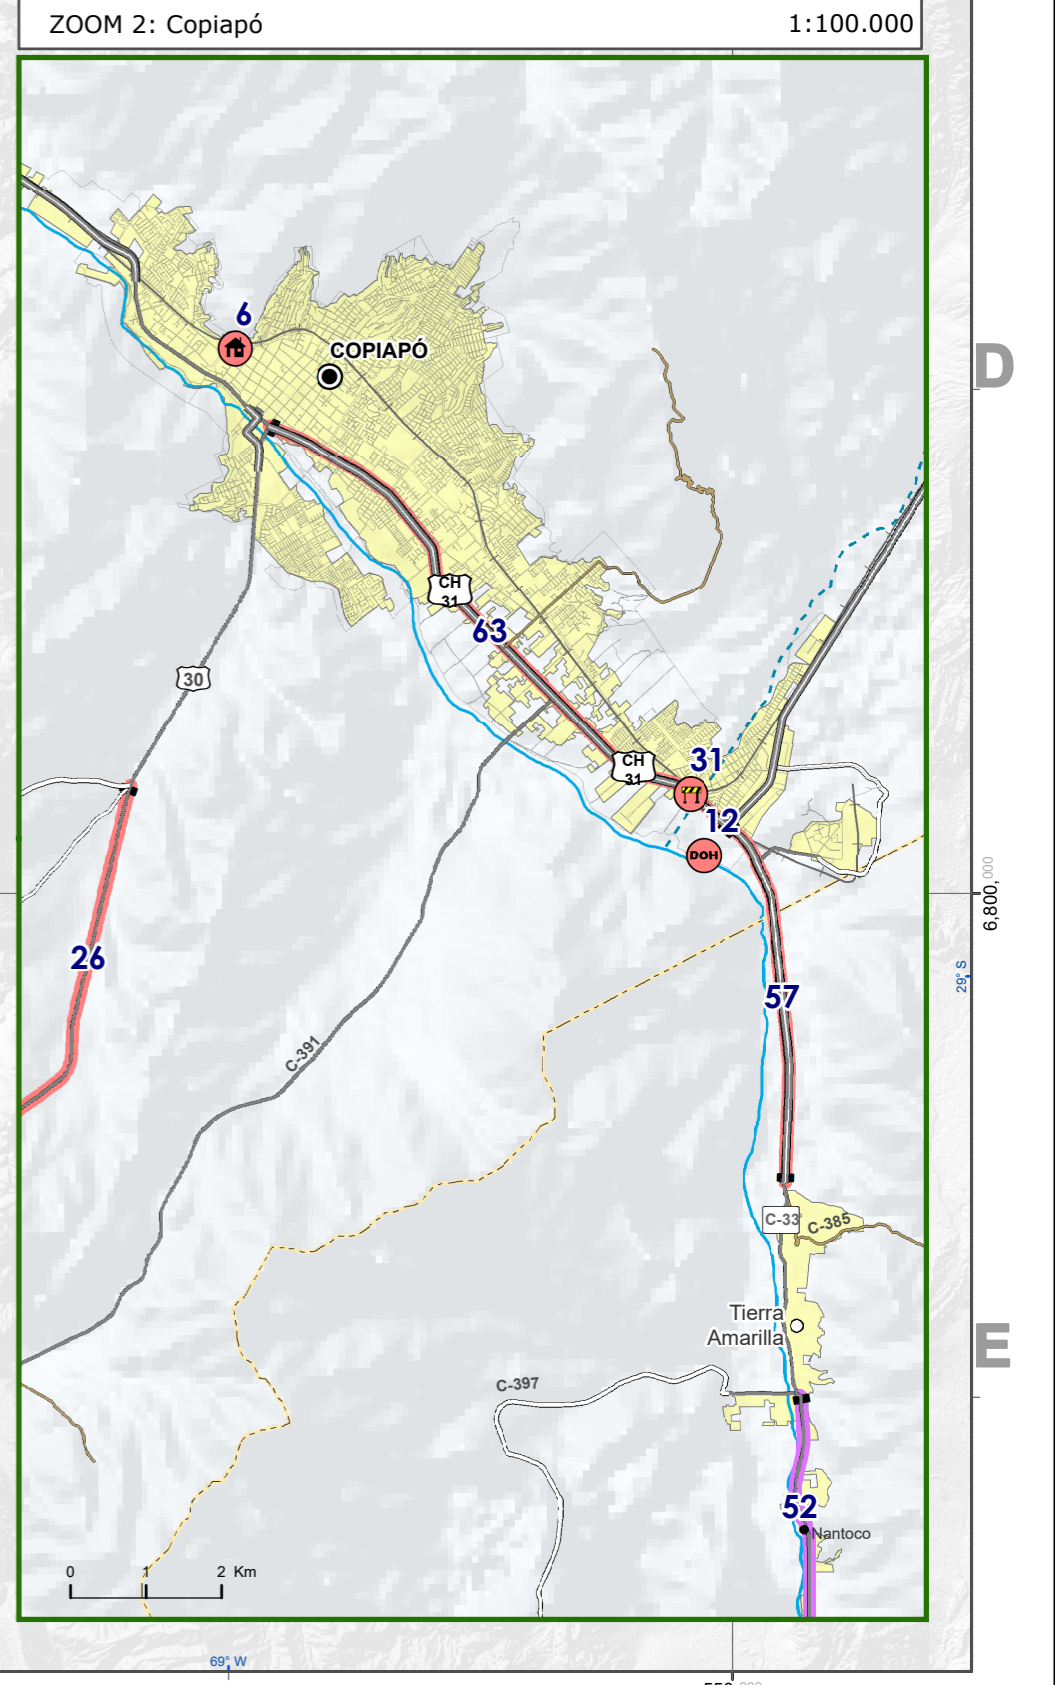 ZOOM 2: Copiapó
1:100.000
6
COPIAPÓ
D
CH
31
63
30
31
CH
31
12
DOH
6,800,000
26
29° S
57
C-391
C-33
C-385
Tierra
Amarilla
E
C-397
52
Nantoco
0 1 2 Km
69° W